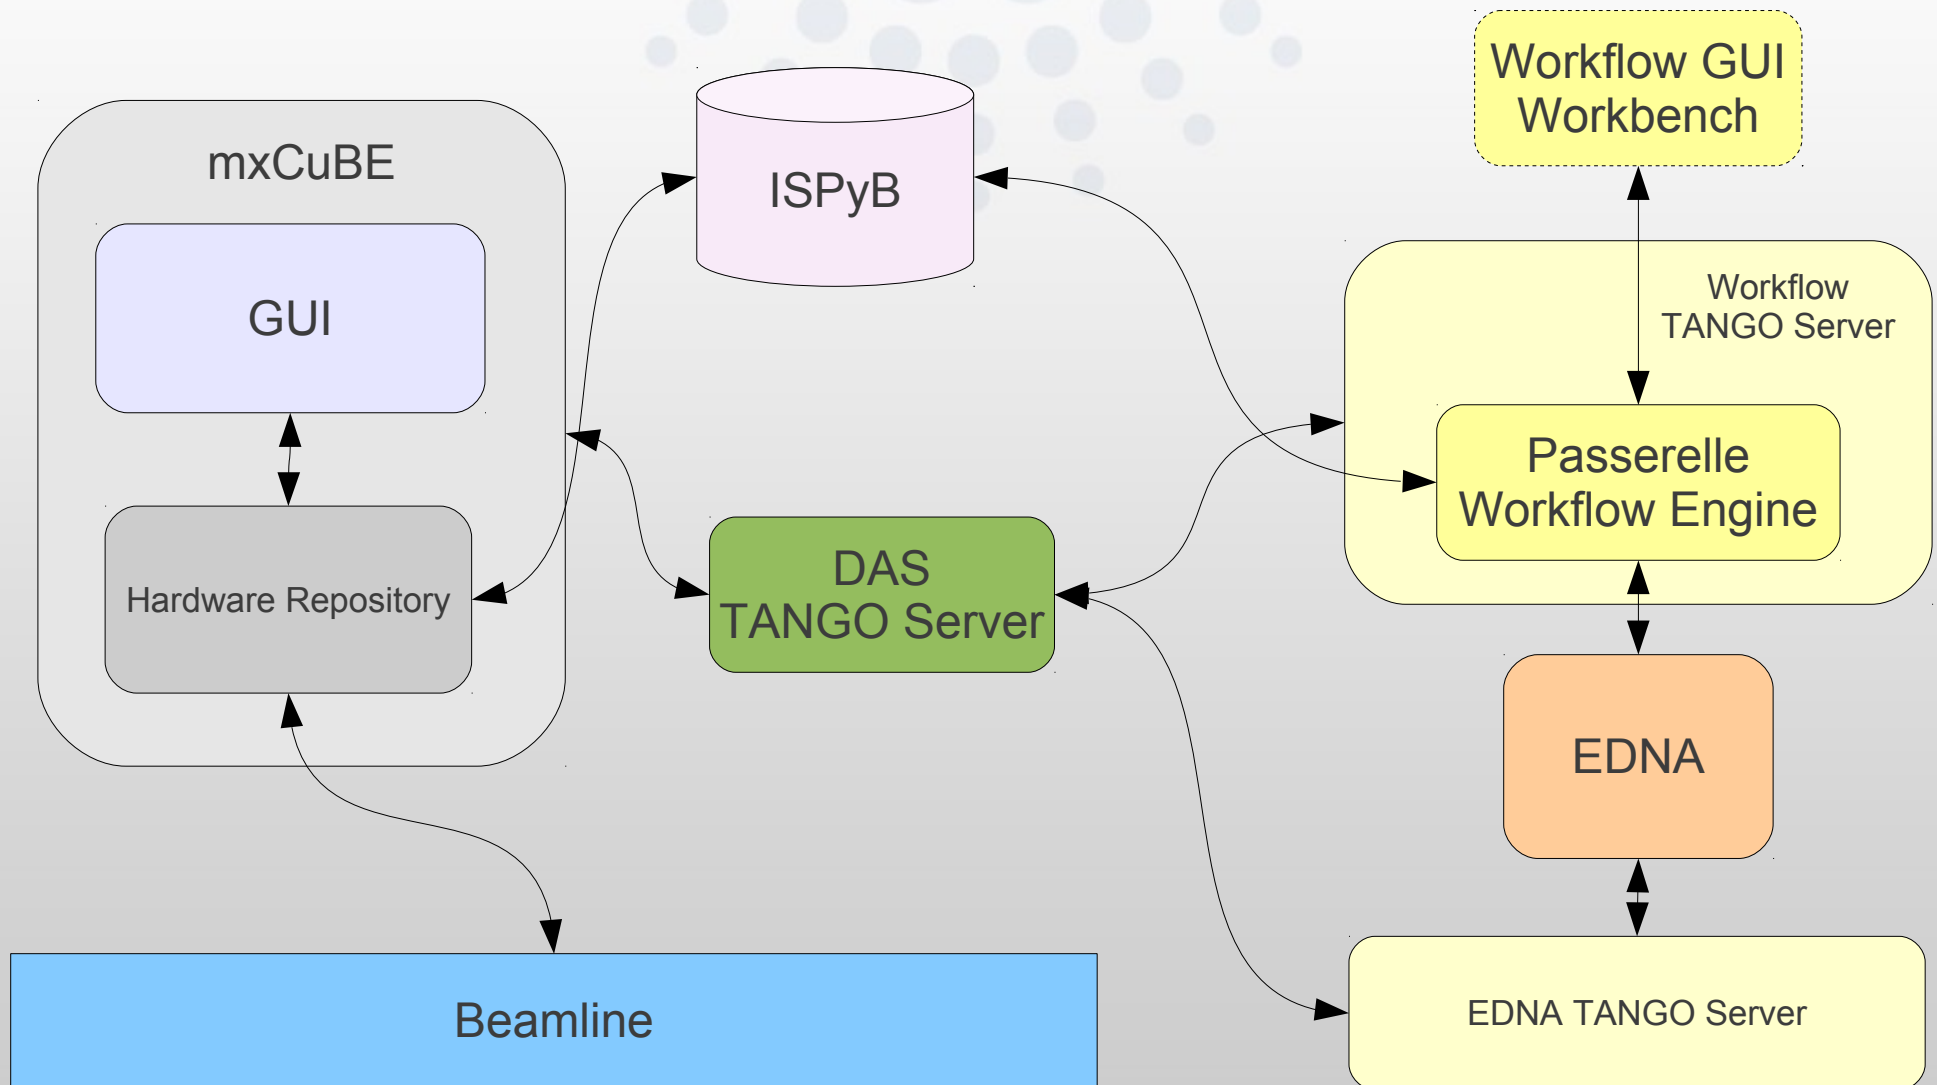 Workflow GUI
Workbench
mxCuBE
ISPyB
GUI
Workflow
TANGO Server
Passerelle
Workflow Engine
Hardware Repository
DAS
TANGO Server
EDNA
Beamline
EDNA TANGO Server